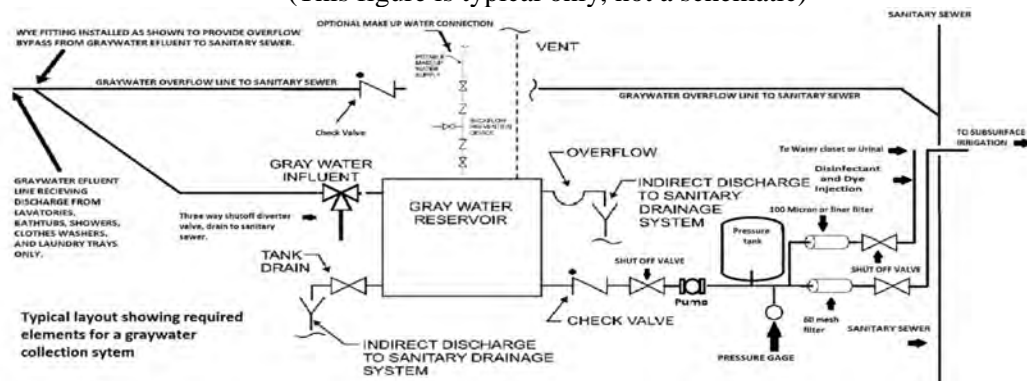 (This figure is typical only, not a schematic)
SANITARY SEWER
OPTIONAL MAKE UP WATER CONNECTION
WYE FITTING INSTALLED AS SHOWN TO PROVIDE OVERFLOW
BYPASS FROM GRAYWATER EFLUENT TO SANITARY SEWER.
POTABLE
MAKEUP
WATER
SUPPLY
VENT
GRAYWATER OVERFLOW LINE TO SANITARY SEWER
GRAYWATER OVERFLOW LINE TO SANITARY SEWER
Check Valve
BACKFLOW
PREVENTION
DEVICE
TO SUBSURFACE
IRRIGATION
To Water closet or Urinal
Disinfectant
and Dye
Injection
GRAY WATER
INFLUENT
OVERFLOW
GRAYWATER EFLUENT
LINE RECIEVING
DISCHARGE FROM
LAVATORIES,
BATHTUBS, SHOWERS,
CLOTHES WASHERS,
AND LAUNDRY TRAYS
ONLY.
Three way shutoff diverter
valve, drain to sanitary
sewer.
GRAY WATER
RESERVOIR
INDIRECT DISCHARGE
TO SANITARY
DRAINAGE
SYSTEM
100 Micron or finer filter
Pressure
tank
TANK
DRAIN
SHUT OFF VALVE
SHUT OFF VALVE
Pump
CHECK VALVE
60 mesh
filter
SANITARY SEWER
Typical layout showing required
elements for a graywater
collection sytem
INDIRECT DISCHARGE
TO SANITARY DRAINAGE
SYSTEM
PRESSURE GAGE